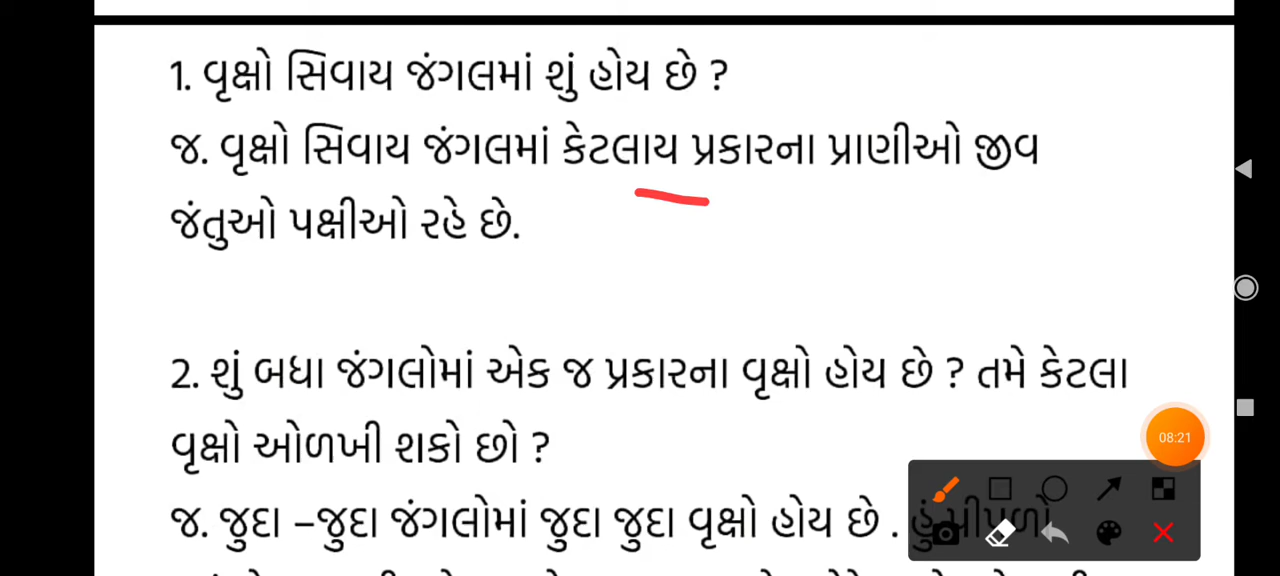 1. વૃક્ષો સિવાય જંગલમાં શું હોય છે ?
જ. વૃક્ષો સિવાય જંગલમાં કેટલાય પ્રકારના પ્રાણીઓ જીવ
જંતુઓ પક્ષીઓ રહે છે.
2. શું બધા જંગલોમાં એક જ પ્રકારના વૃક્ષો હોય છે ? તમે કેટલા
વૃક્ષો ઓળખી શકો છો ?
08:21
જ. જુદા –જુદા જંગલોમાં જુદા જુદા વૃક્ષો હોય છે . હું